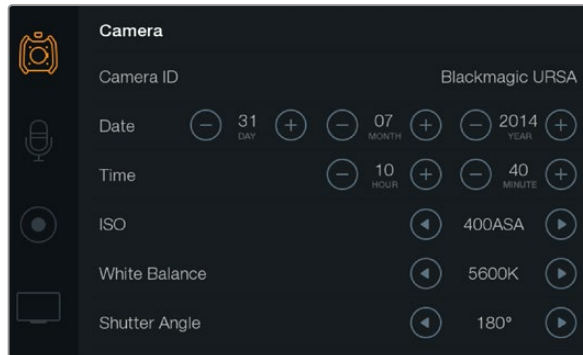 Camera
Camera ID Blackmagic URSA
Date 31 DAY 07 MONTH 2014 YEAR
Time 10 HOUR 40 MINUTE
ISO 400ASA
White Balance 5600K
Shutter Angle 180°